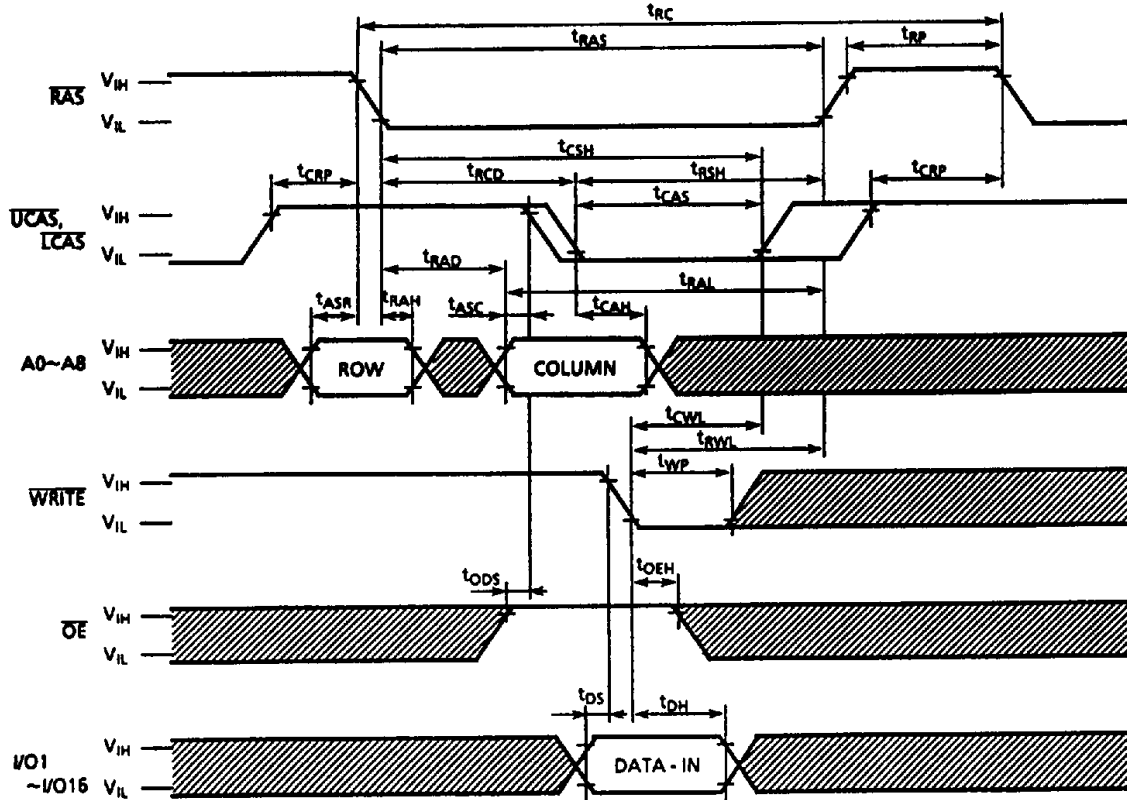 tRC
tRAS tRP
RAS VIH
VIL
tCSH
tCRP tRCD tRSH tCRP
tCAS
UCAS, VIH
LCAS
VIL
tRAD tRAL
tASR tRAH tASC tCAH
A0~A8 VIH ROW COLUMN
VIL
tCWL
tRWL
tWP
WRITE VIH
VIL
tODS tOEH
OE VIH
VIL
tDS tDH
I/O1 VIH DATA - IN
~I/O16 VIL